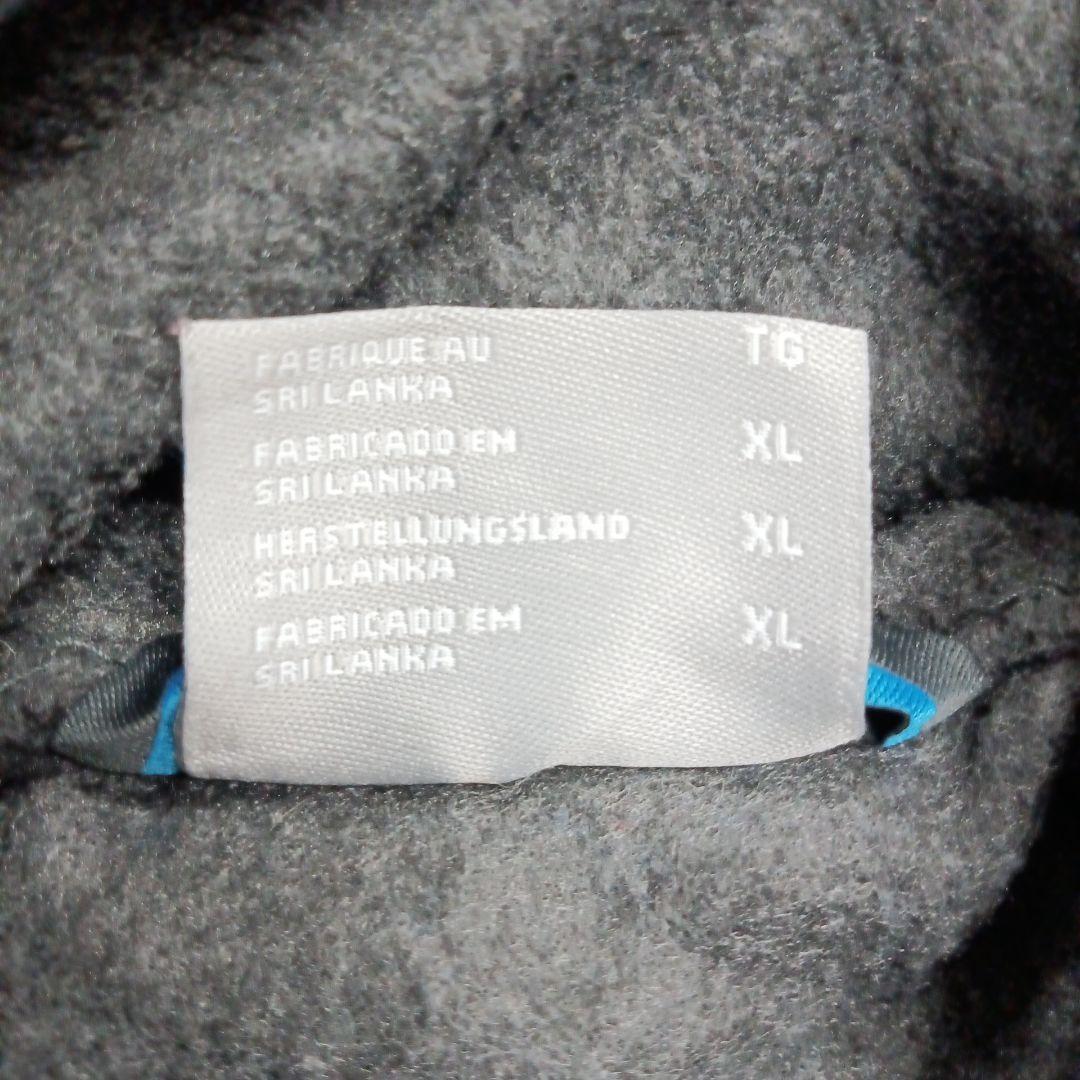 FABRIQUE AU TG
SRI LANKA
FABRICADO EM XL
SRI LANKA
HERSTELLUNGSLAND XL
SRI LANKA
FABRICADO EM XL
SRI LANKA